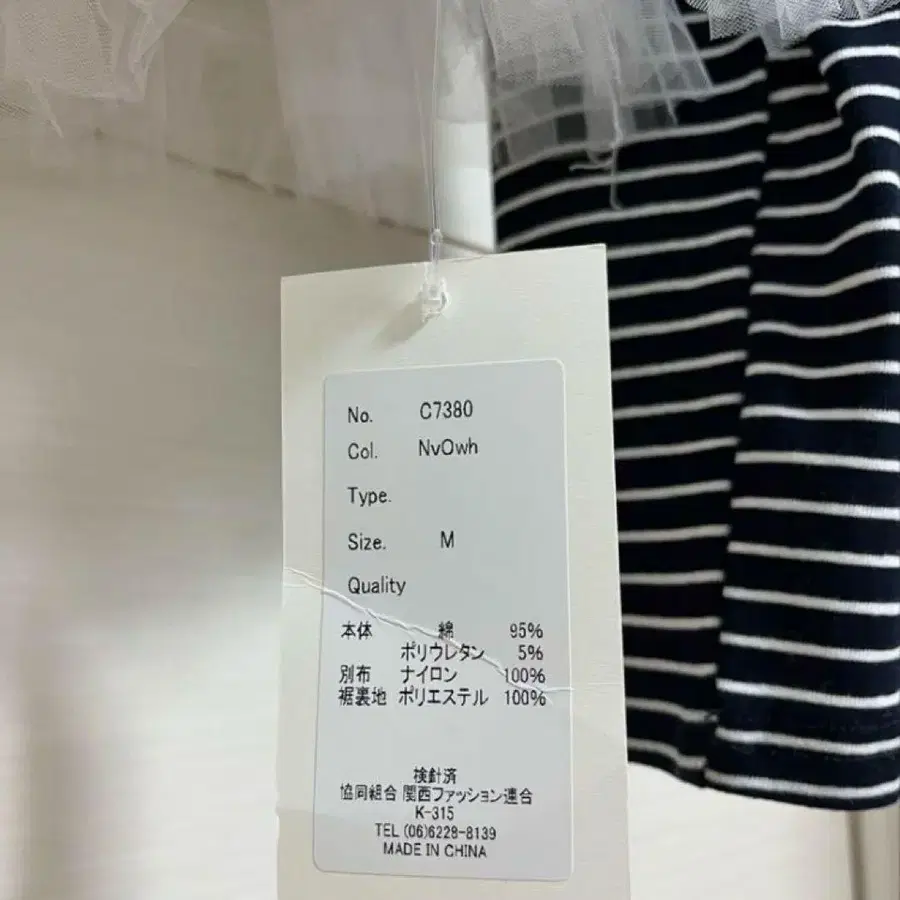 No. C7380
Col. NvOwh
Type.
Size. M
Quality
本体 綿 95%
ポリウレタン 5%
別布 ナイロン 100%
裾裏地 ポリエステル 100%
検針済
協同組合 関西ファッション連合
K-315
TEL (06)6228-8139
MADE IN CHINA